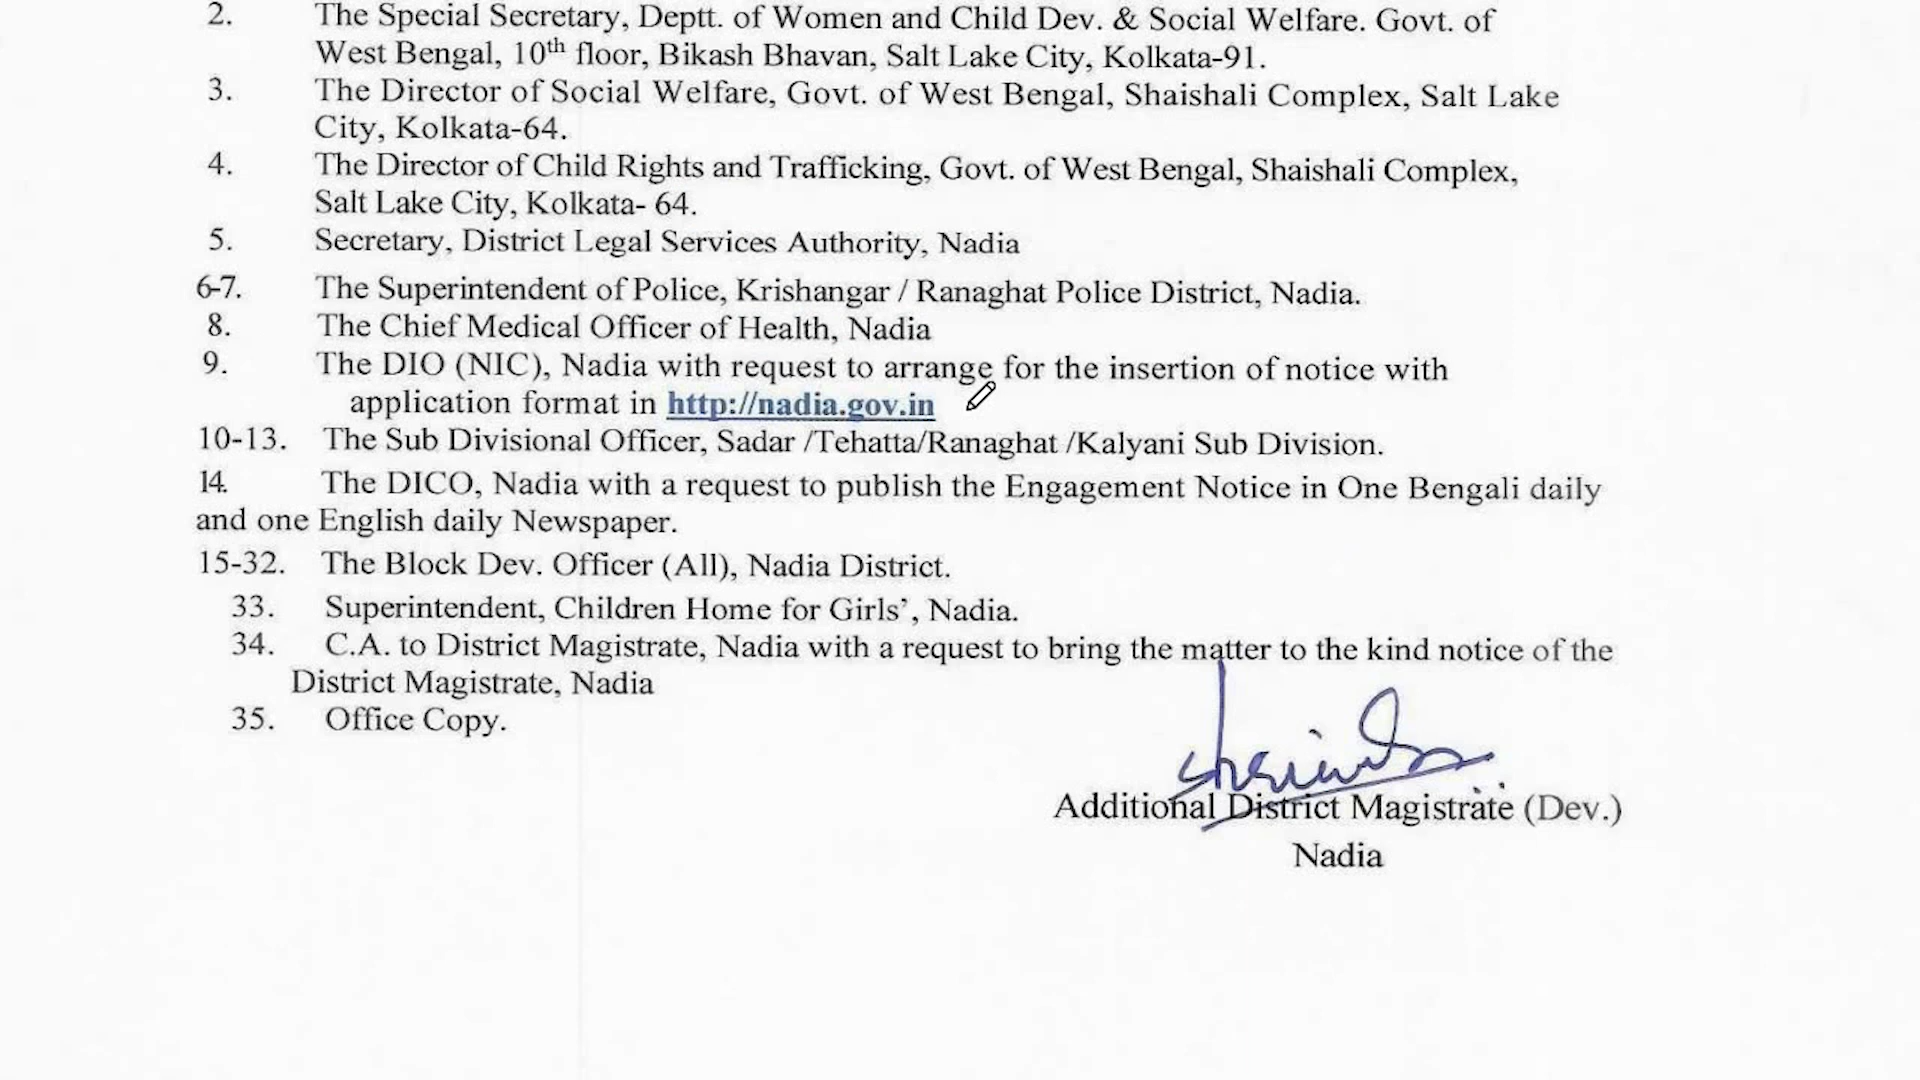 2. The Special Secretary, Deptt. of Women and Child Dev. & Social Welfare. Govt. of
West Bengal, 10th floor, Bikash Bhavan, Salt Lake City, Kolkata-91.
3. The Director of Social Welfare, Govt. of West Bengal, Shaishali Complex, Salt Lake
City, Kolkata-64.
4. The Director of Child Rights and Trafficking, Govt. of West Bengal, Shaishali Complex,
Salt Lake City, Kolkata- 64.
5. Secretary, District Legal Services Authority, Nadia
6-7. The Superintendent of Police, Krishangar / Ranaghat Police District, Nadia.
8. The Chief Medical Officer of Health, Nadia
9. The DIO (NIC), Nadia with request to arrange for the insertion of notice with
application format in http://nadia.gov.in
10-13. The Sub Divisional Officer, Sadar /Tehatta/Ranaghat /Kalyani Sub Division.
14. The DICO, Nadia with a request to publish the Engagement Notice in One Bengali daily
and one English daily Newspaper.
15-32. The Block Dev. Officer (All), Nadia District.
33. Superintendent, Children Home for Girls’, Nadia.
34. C.A. to District Magistrate, Nadia with a request to bring the matter to the kind notice of the
District Magistrate, Nadia
35. Office Copy.
Additional District Magistrate (Dev.)
Nadia